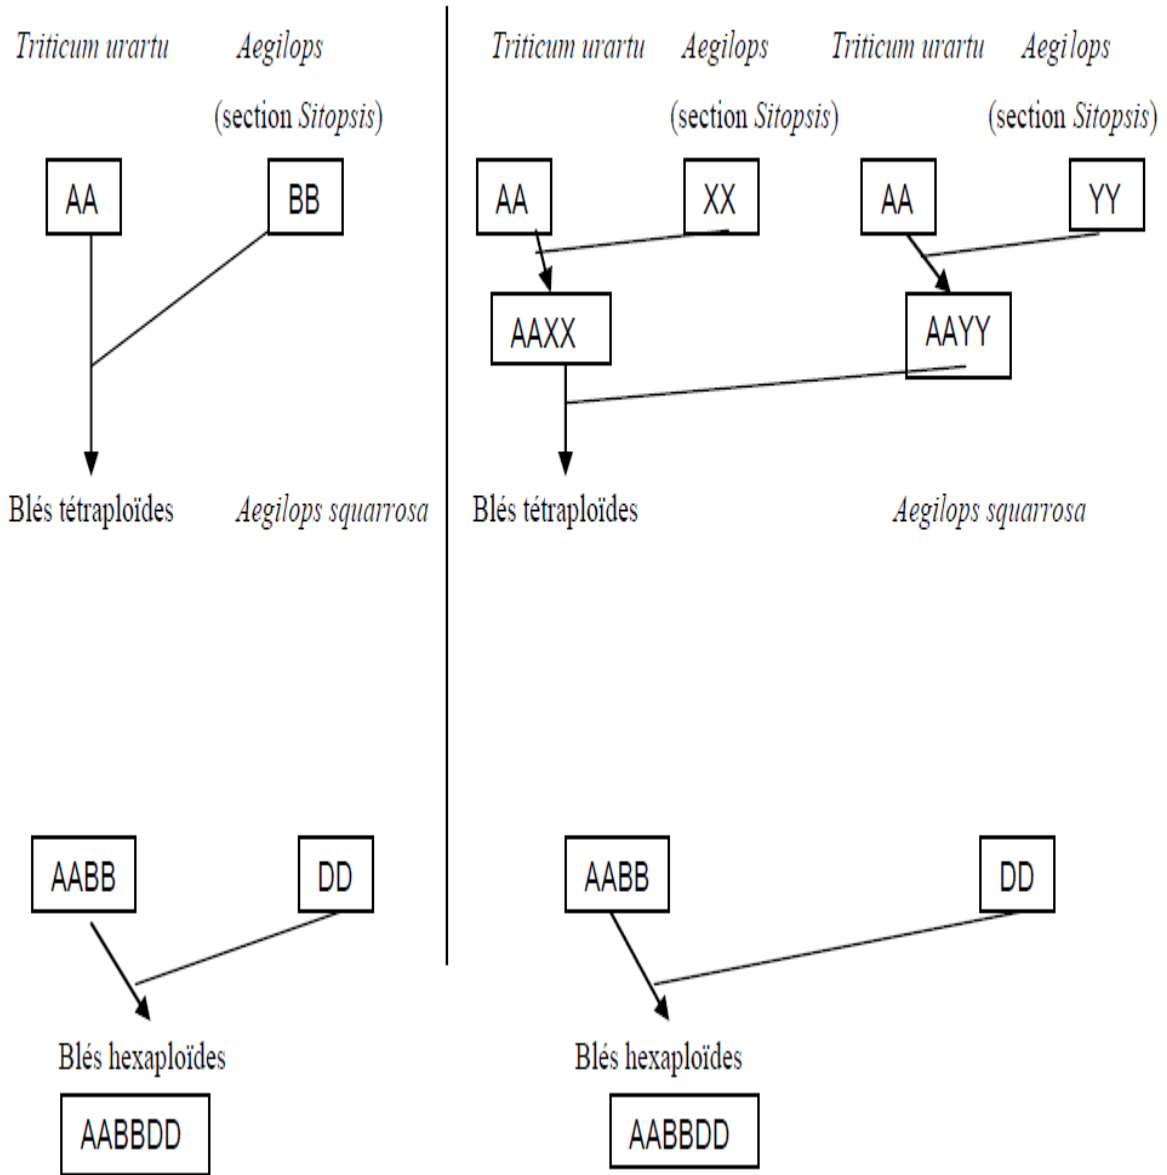 Triticum urartu Aegilops
(section Sitopsis)
AA BB
Blés tétraploïdes Aegilops squarrosa
AABB DD
Blés hexaploïdes
AABBDD
Triticum urartu Aegilops Triticum urartu Aegilops
(section Sitopsis) (section Sitopsis)
AA XX AA YY
AAXX AAYY
Blés tétraploïdes Aegilops squarrosa
AABB DD
Blés hexaploïdes
AABBDD